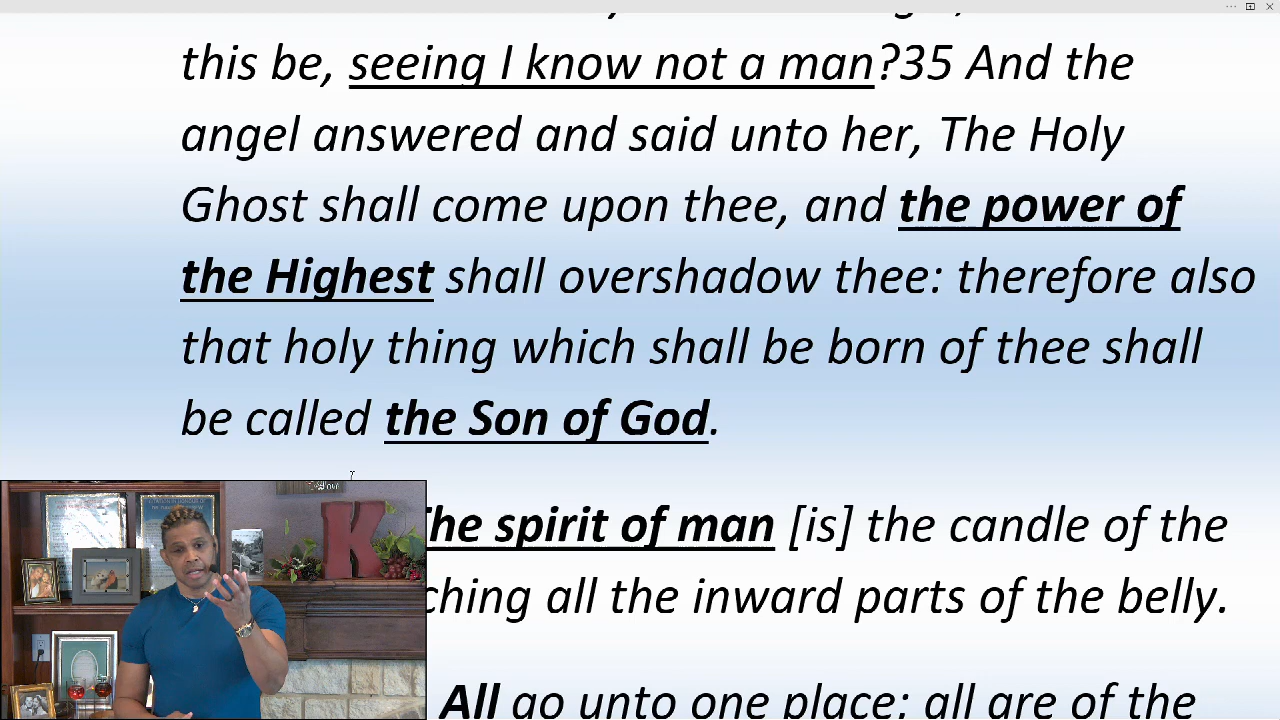 this be, seeing I know not a man?35 And the
angel answered and said unto her, The Holy
Ghost shall come upon thee, and the power of
the Highest shall overshadow thee: therefore also
that holy thing which shall be born of thee shall
be called the Son of God.
The spirit of man [is] the candle of the
ching all the inward parts of the belly.
All go unto one place; all are of the
K